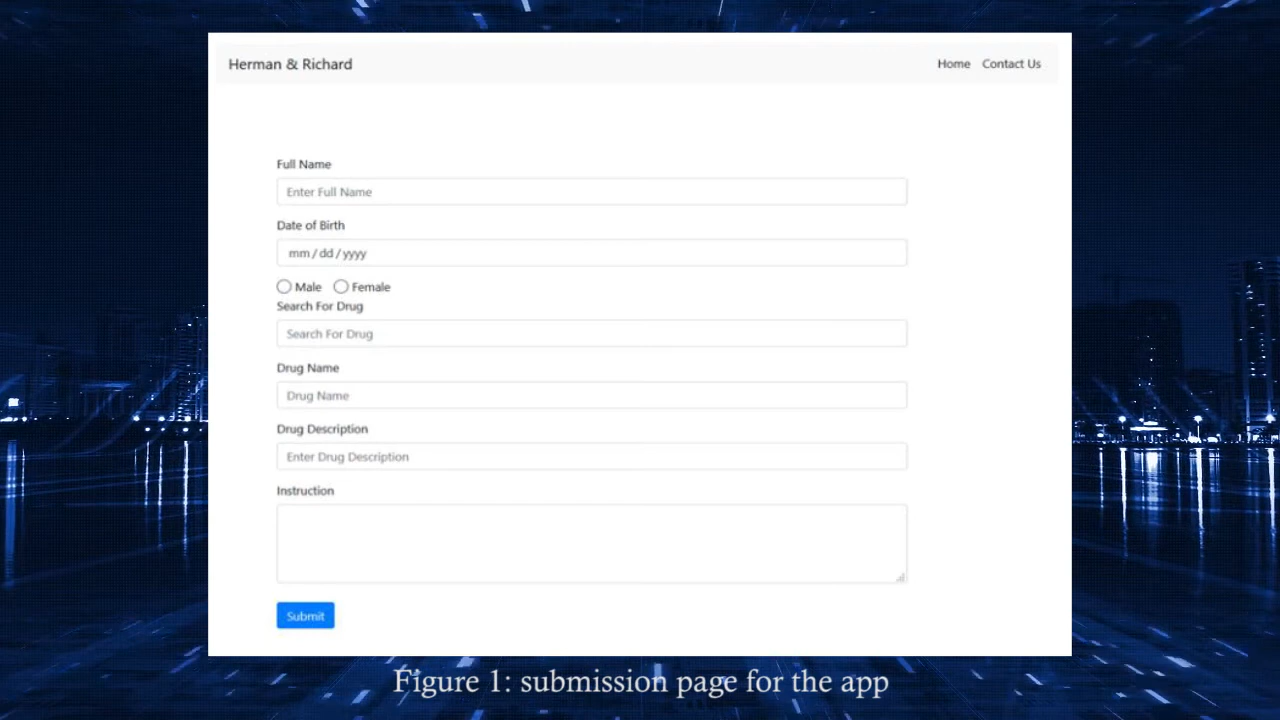 Herman & Richard
Home Contact Us
Full Name
Enter Full Name
Date of Birth
mm/dd/yyyy
Male Female
Search For Drug
Search For Drug
Drug Name
Drug Name
Drug Description
Enter Drug Description
Instruction
Submit
Figure 1: submission page for the app